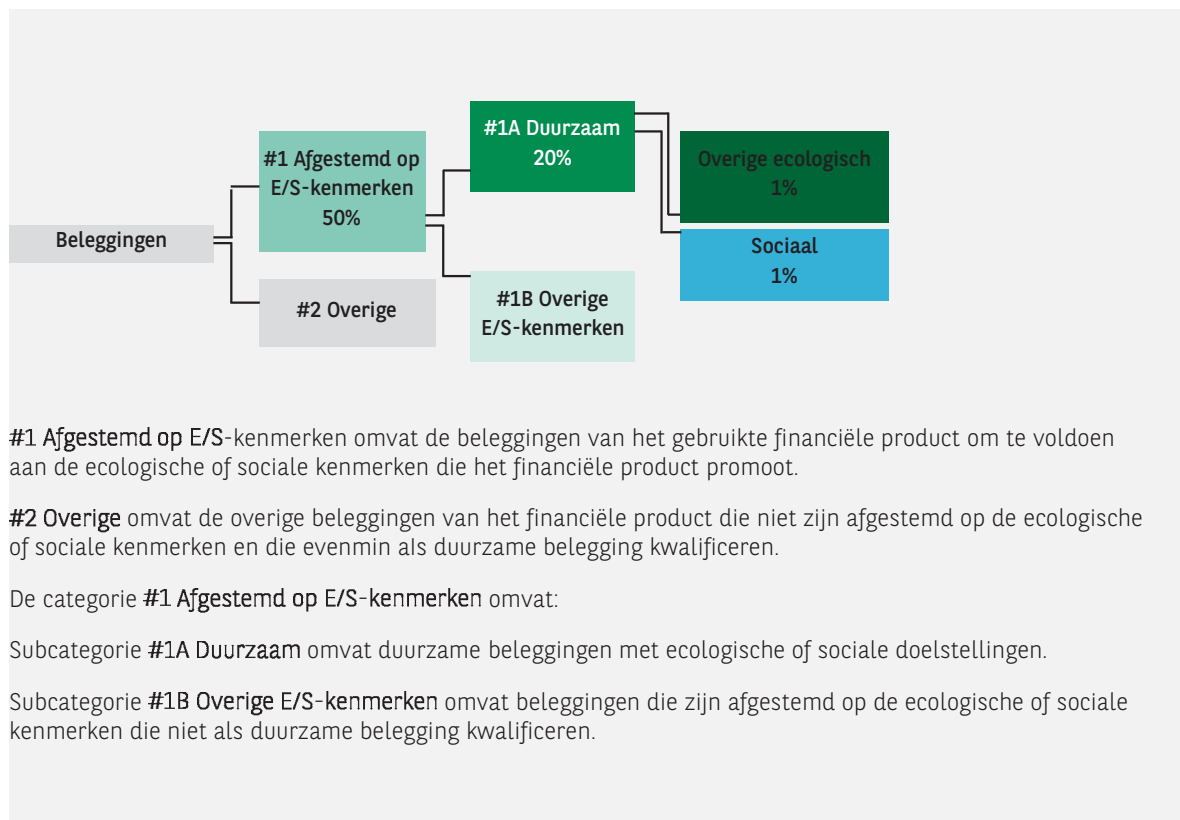 #1A Duurzaam
20%
#1 Afgestemd op
E/S-kenmerken
50%
Overige ecologisch
1%
Beleggingen
Sociaal
1%
#2 Overige
#1B Overige
E/S-kenmerken
#1 Afgestemd op E/S-kenmerken omvat de beleggingen van het gebruikte financiële product om te voldoen
aan de ecologische of sociale kenmerken die het financiële product promoot.
#2 Overige omvat de overige beleggingen van het financiële product die niet zijn afgestemd op de ecologische
of sociale kenmerken en die evenmin als duurzame belegging kwalificeren.
De categorie #1 Afgestemd op E/S-kenmerken omvat:
Subcategorie #1A Duurzaam omvat duurzame beleggingen met ecologische of sociale doelstellingen.
Subcategorie #1B Overige E/S-kenmerken omvat beleggingen die zijn afgestemd op de ecologische of sociale
kenmerken die niet als duurzame belegging kwalificeren.